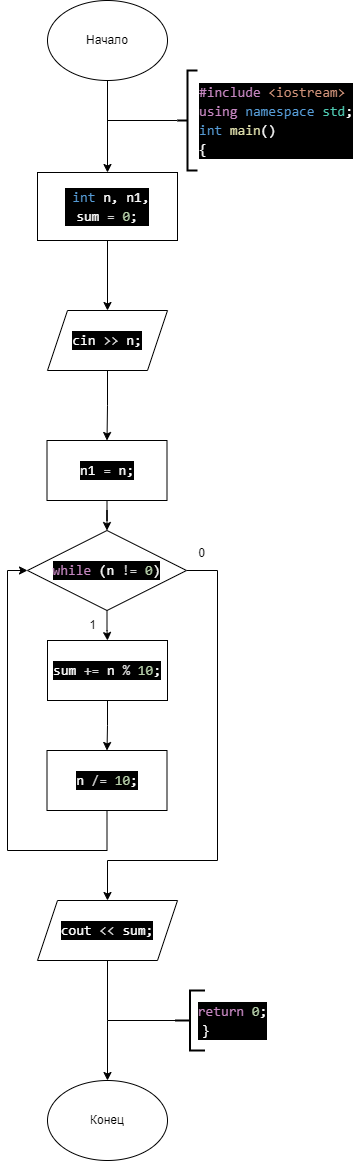 Начало
#include <iostream>
using namespace std;
int main()
{
int n, n1,
sum = 0;
cin >> n;
n1 = n;
while (n != 0)
0
1
sum += n % 10;
n /= 10;
cout << sum;
return 0;
}
Конец